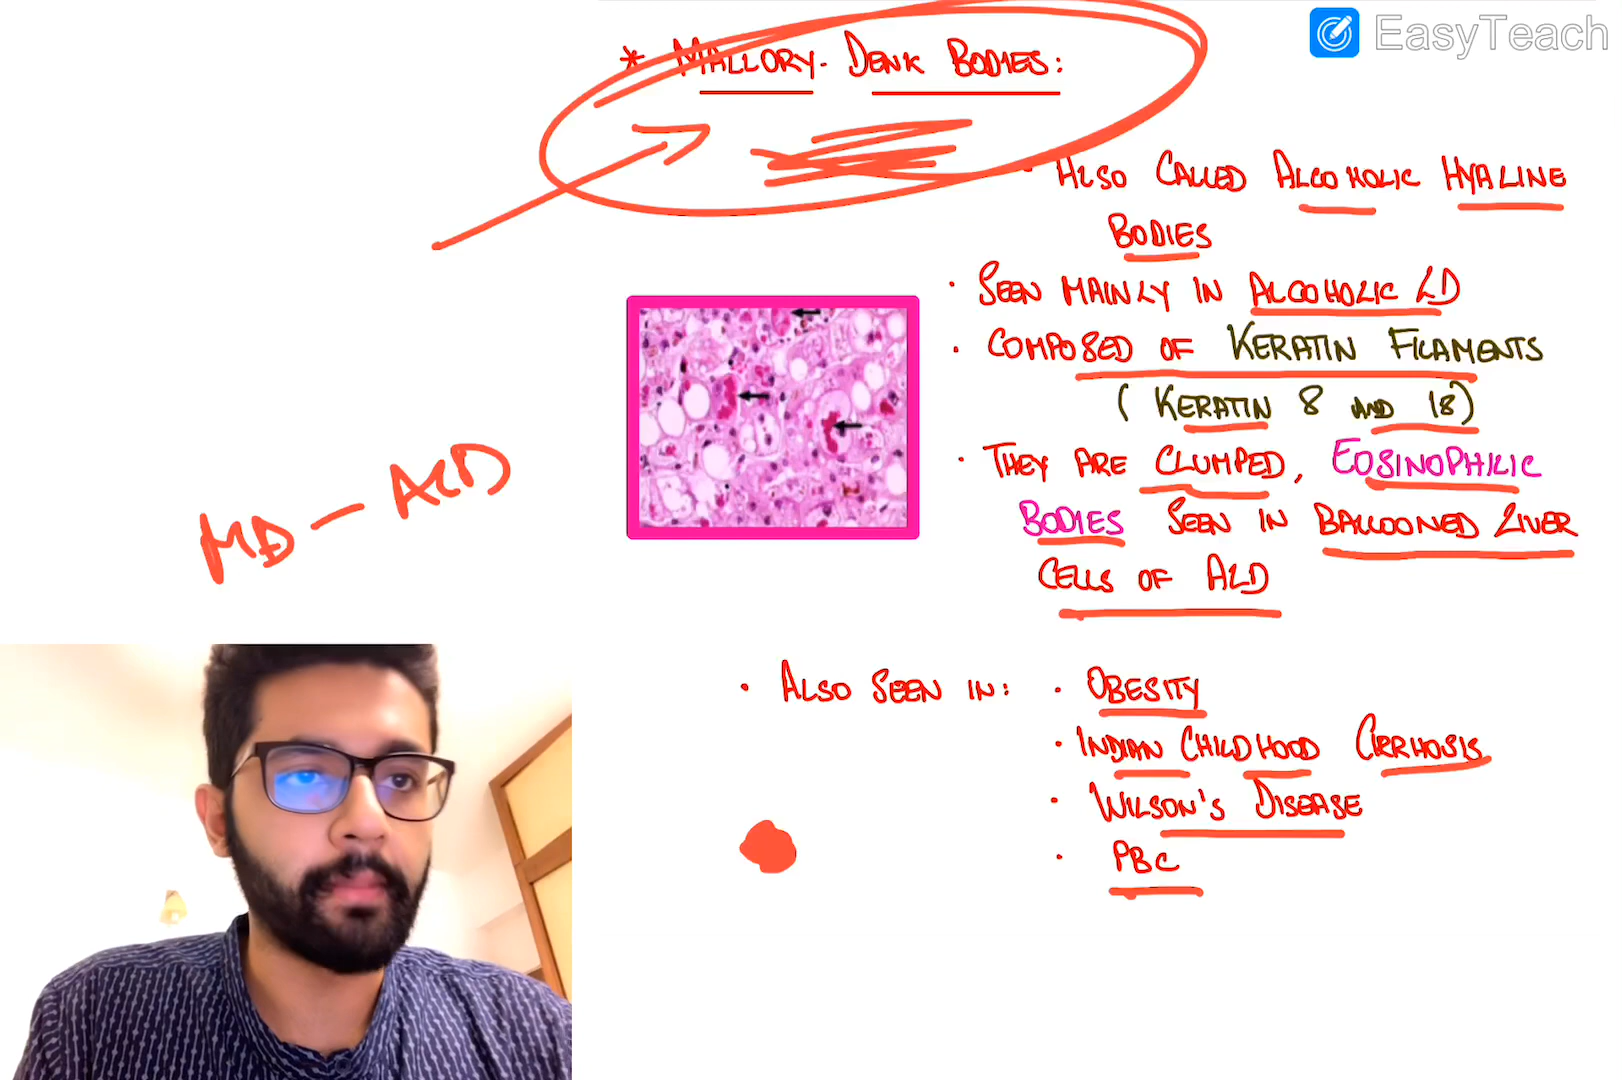 EasyTeach
* MALLORY-DENK BODIES:
• ALSO CALLED ALCOHOLIC HYALINE
BODIES
• SEEN MAINLY IN ALCOHOLIC LD
• COMPOSED OF KERATIN FILAMENTS
(KERATIN 8 AND 18)
• THEY ARE CLUMPED, EOSINOPHILIC
BODIES SEEN IN BALLOONED LIVER
CELLS OF ALD
MD - ALD
• ALSO SEEN IN: • OBESITY
• INDIAN CHILDHOOD CIRRHOSIS
• WILSON'S DISEASE
• PBC